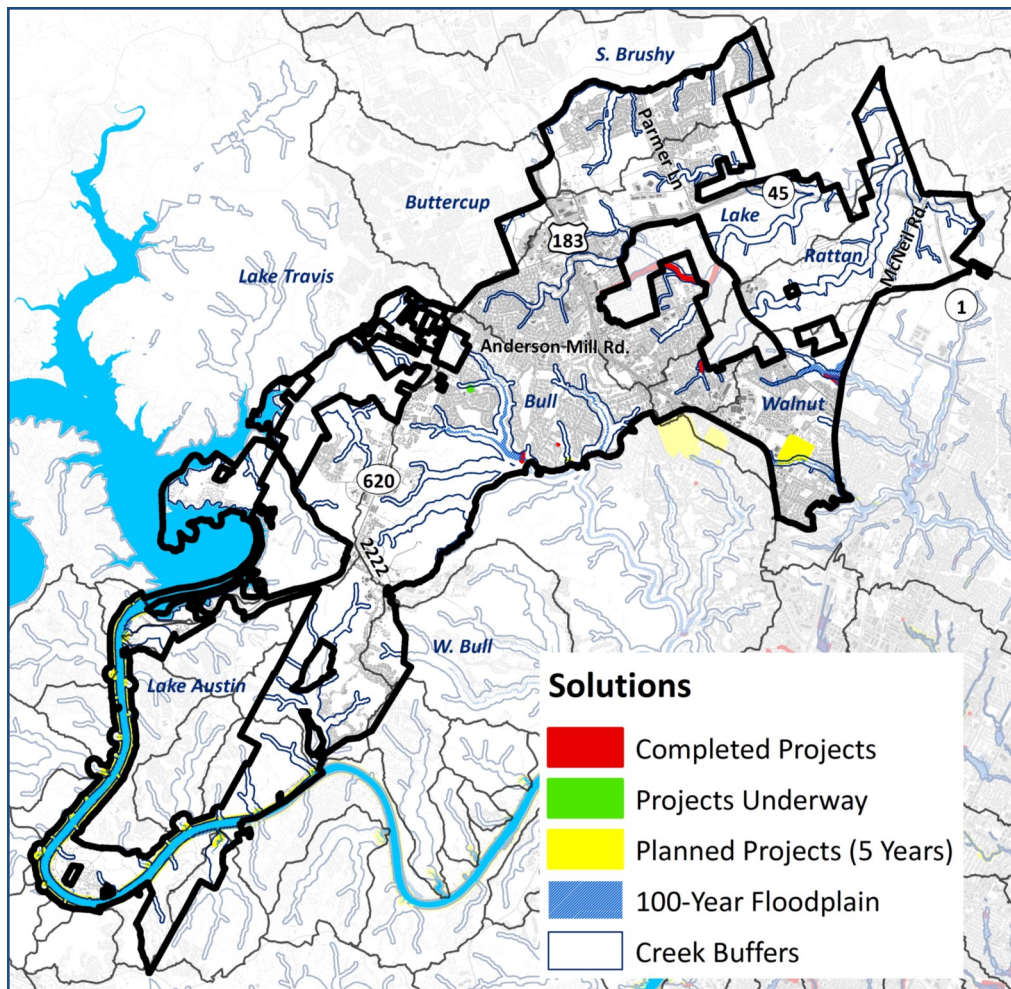 S. Brushy
Parmer Ln
Buttercup
45
Lake
183
McNeil Rd.
Rattan
Lake Travis
1
Anderson Mill Rd.
Bull
Walnut
620
2222
W. Bull
Lake Austin
Solutions
Completed Projects
Projects Underway
Planned Projects (5 Years)
100-Year Floodplain
Creek Buffers